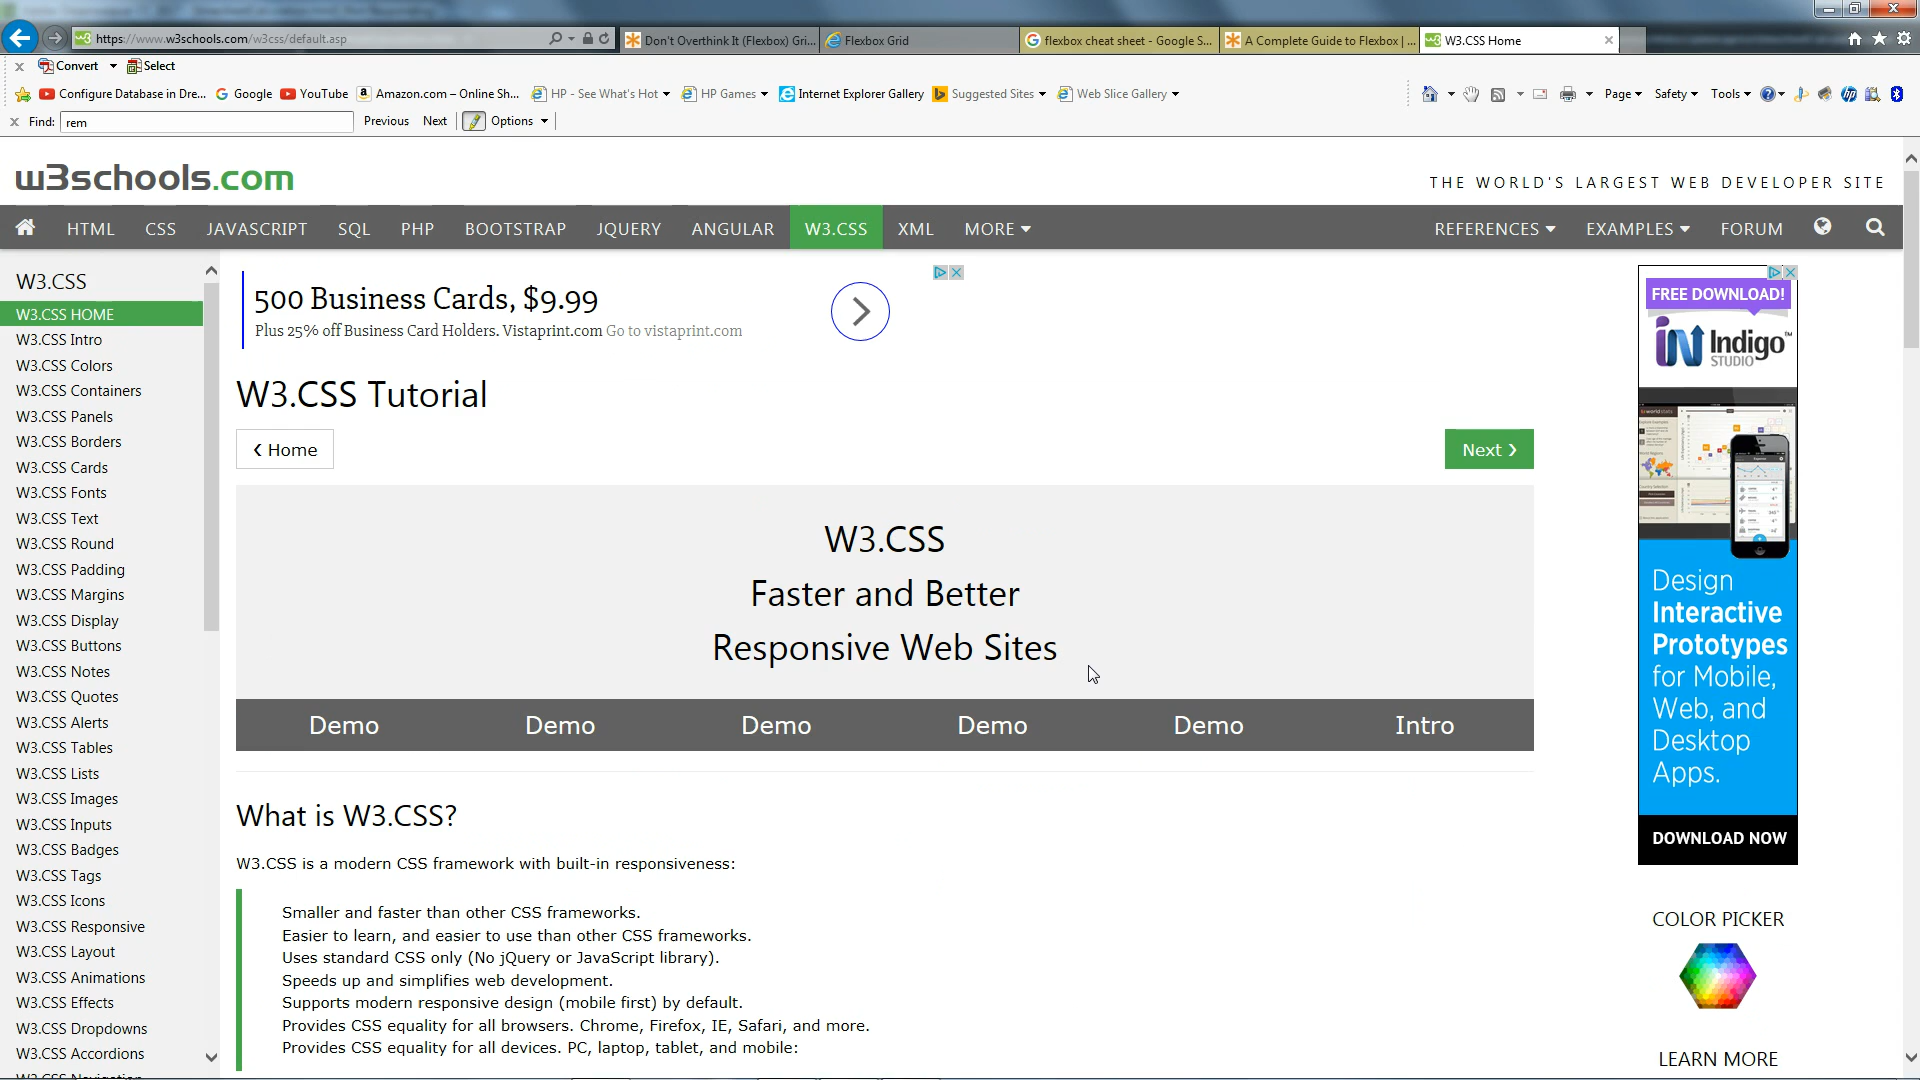 https://www.w3schools.com/w3css/default.asp
Don't Overthink It (Flexbox) Gri...
Flexbox Grid
flexbox cheat sheet - Google S...
A Complete Guide to Flexbox | ...
W3.CSS Home
Convert
Select
Configure Database in Dre...
Google
YouTube
Amazon.com – Online Sh...
HP - See What's Hot
HP Games
Internet Explorer Gallery
Suggested Sites
Web Slice Gallery
Page
Safety
Tools
Find: rem
Previous
Next
Options
w3schools.com
THE WORLD'S LARGEST WEB DEVELOPER SITE
HTML
CSS
JAVASCRIPT
SQL
PHP
BOOTSTRAP
JQUERY
ANGULAR
W3.CSS
XML
MORE
REFERENCES
EXAMPLES
FORUM
W3.CSS
W3.CSS HOME
W3.CSS Intro
W3.CSS Colors
W3.CSS Containers
W3.CSS Panels
W3.CSS Borders
W3.CSS Cards
W3.CSS Fonts
W3.CSS Text
W3.CSS Round
W3.CSS Padding
W3.CSS Margins
W3.CSS Display
W3.CSS Buttons
W3.CSS Notes
W3.CSS Quotes
W3.CSS Alerts
W3.CSS Tables
W3.CSS Lists
W3.CSS Images
W3.CSS Inputs
W3.CSS Badges
W3.CSS Tags
W3.CSS Icons
W3.CSS Responsive
W3.CSS Layout
W3.CSS Animations
W3.CSS Effects
W3.CSS Dropdowns
W3.CSS Accordions
500 Business Cards, $9.99
Plus 25% off Business Card Holders. Vistaprint.com Go to vistaprint.com
W3.CSS Tutorial
❮ Home
Next ❯
W3.CSS
Faster and Better
Responsive Web Sites
Demo
Demo
Demo
Demo
Demo
Intro
What is W3.CSS?
W3.CSS is a modern CSS framework with built-in responsiveness:
Smaller and faster than other CSS frameworks.
Easier to learn, and easier to use than other CSS frameworks.
Uses standard CSS only (No jQuery or JavaScript library).
Speeds up and simplifies web development.
Supports modern responsive design (mobile first) by default.
Provides CSS equality for all browsers. Chrome, Firefox, IE, Safari, and more.
Provides CSS equality for all devices. PC, laptop, tablet, and mobile:
FREE DOWNLOAD!
Indigo™
STUDIO
Design
Interactive
Prototypes
for Mobile,
Web, and
Desktop
Apps.
DOWNLOAD NOW
COLOR PICKER
LEARN MORE